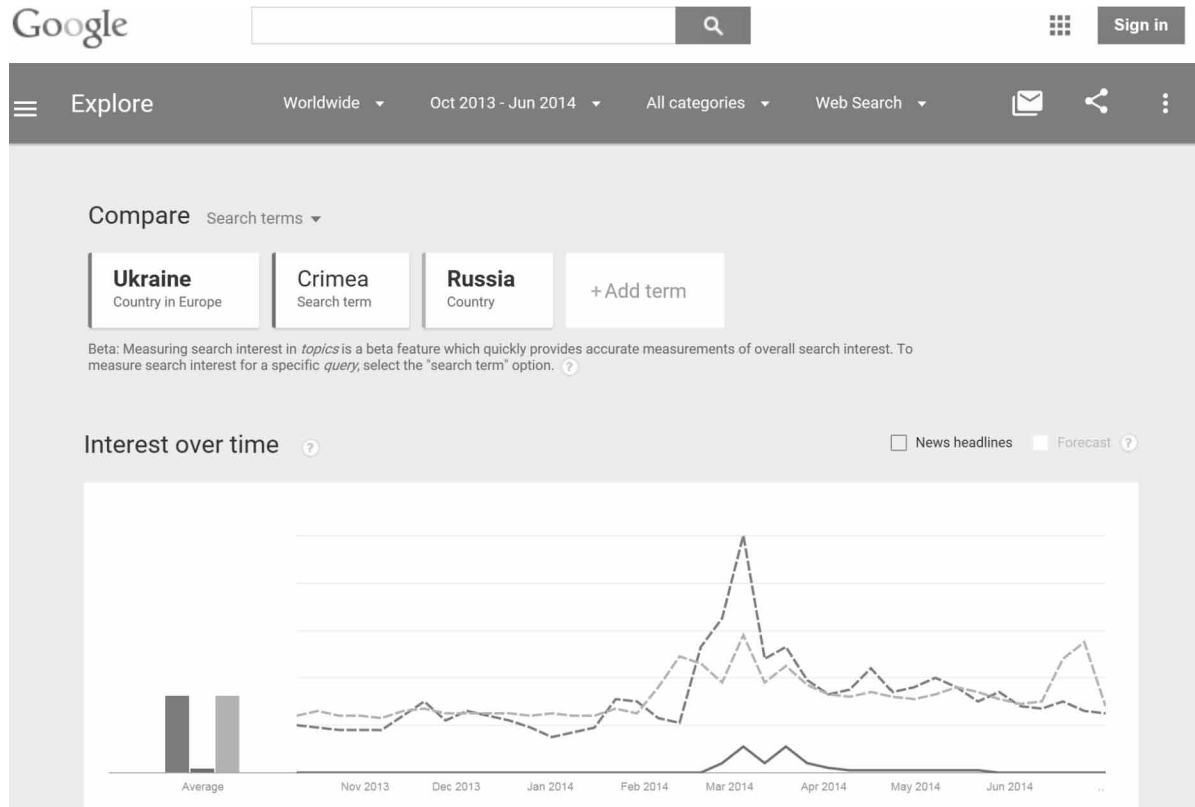 Google
Sign in
Explore Worldwide Oct 2013 - Jun 2014 All categories Web Search
Compare Search terms
Ukraine Crimea Russia +Add term
Country in Europe Search term Country
Beta: Measuring search interest in topics is a beta feature which quickly provides accurate measurements of overall search interest. To
measure search interest for a specific query, select the "search term" option. ?
Interest over time ? News headlines Forecast ?
Average Nov 2013 Dec 2013 Jan 2014 Feb 2014 Mar 2014 Apr 2014 May 2014 Jun 2014 ..